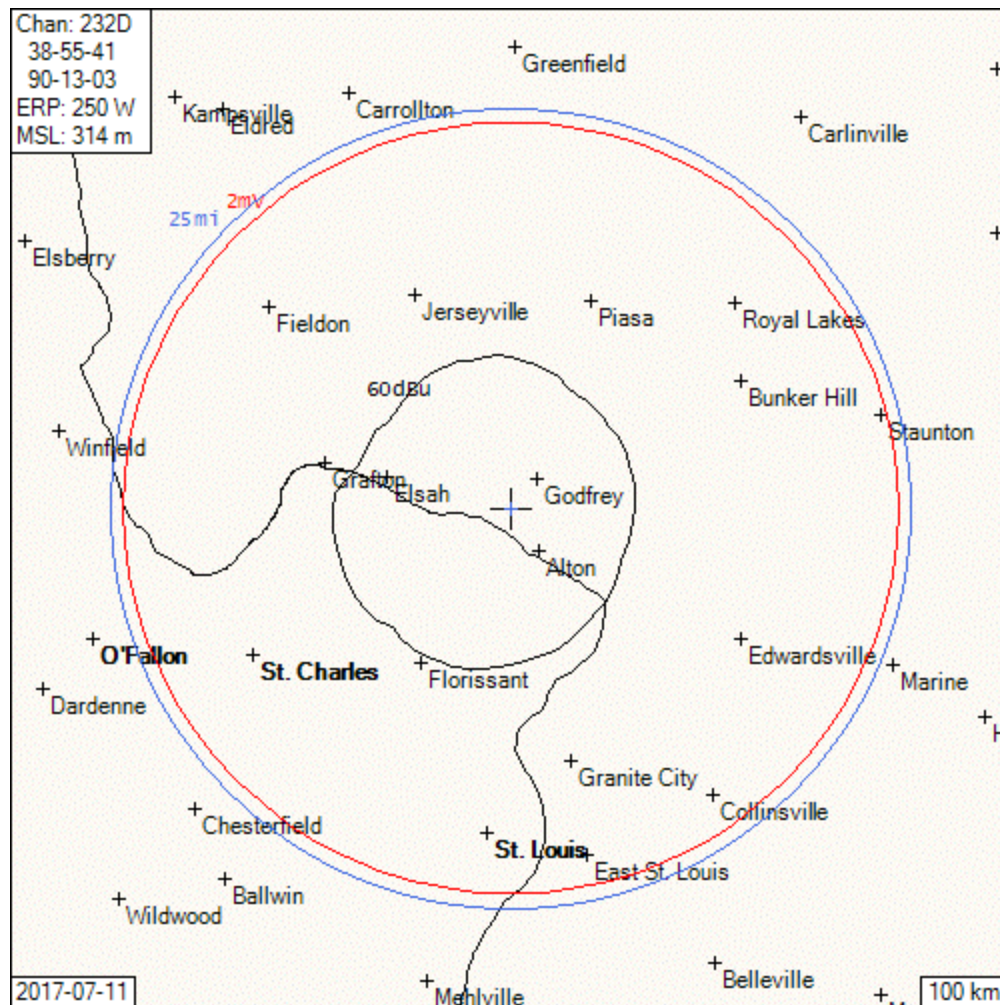 Chan: 232D
38-55-41
90-13-03
ERP: 250 W
MSL: 314 m
Greenfield
Kampsville
Eldred
Carrollton
Carlinville
2mV
25mi
Elsberry
Fieldon
Jerseyville
Piasa
Royal Lakes
60dBu
Bunker Hill
Winfield
Staunton
Grafton
Elsah
Godfrey
Alton
O'Fallon
St. Charles
Florissant
Edwardsville
Marine
Dardenne
H
Granite City
Collinsville
Chesterfield
St. Louis
East St. Louis
Ballwin
Wildwood
Belleville
Mehlville
2017-07-11
100 km